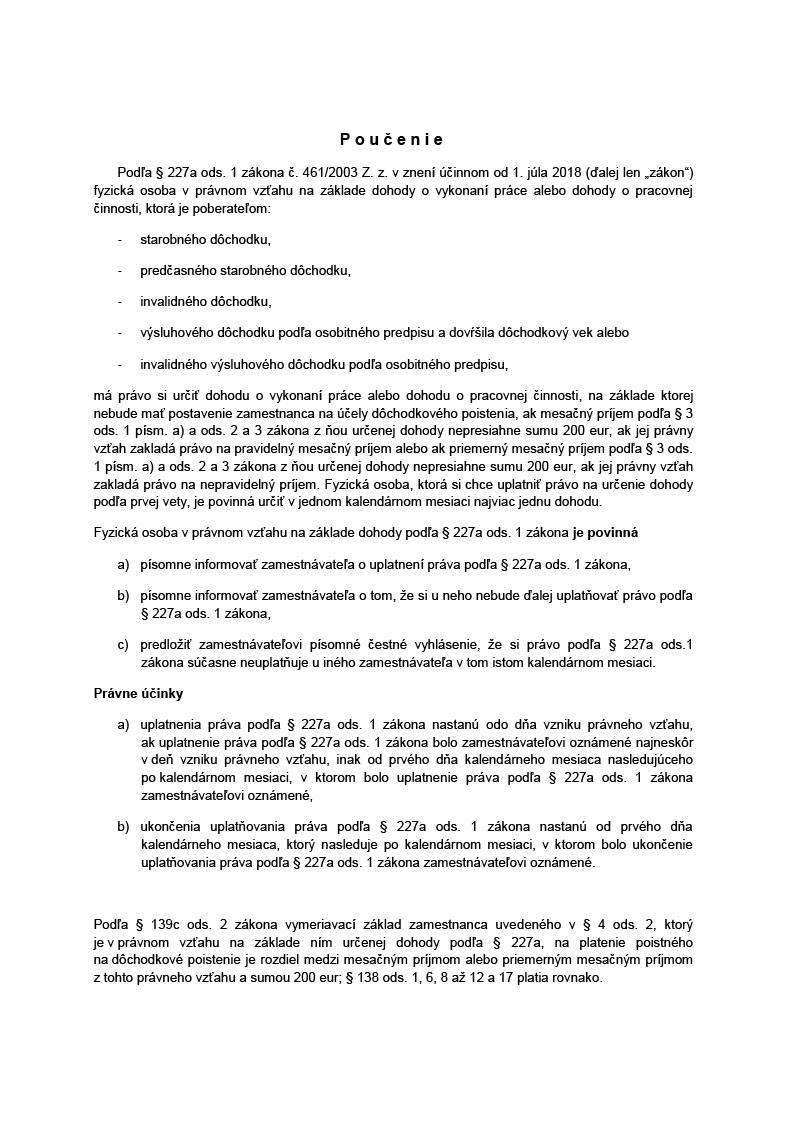 P o u č e n i e
Podľa § 227a ods. 1 zákona č. 461/2003 Z. z. v znení účinnom od 1. júla 2018 (ďalej len „zákon“)
fyzická osoba v právnom vzťahu na základe dohody o vykonaní práce alebo dohody o pracovnej
činnosti, ktorá je poberateľom:
- starobného dôchodku,
- predčasného starobného dôchodku,
- invalidného dôchodku,
- výsluhového dôchodku podľa osobitného predpisu a dovŕšila dôchodkový vek alebo
- invalidného výsluhového dôchodku podľa osobitného predpisu,
má právo si určiť dohodu o vykonaní práce alebo dohodu o pracovnej činnosti, na základe ktorej
nebude mať postavenie zamestnanca na účely dôchodkového poistenia, ak mesačný príjem podľa § 3
ods. 1 písm. a) a ods. 2 a 3 zákona z ňou určenej dohody nepresiahne sumu 200 eur, ak jej právny
vzťah zakladá právo na pravidelný mesačný príjem alebo ak priemerný mesačný príjem podľa § 3 ods.
1 písm. a) a ods. 2 a 3 zákona z ňou určenej dohody nepresiahne sumu 200 eur, ak jej právny vzťah
zakladá právo na nepravidelný príjem. Fyzická osoba, ktorá si chce uplatniť právo na určenie dohody
podľa prvej vety, je povinná určiť v jednom kalendárnom mesiaci najviac jednu dohodu.
Fyzická osoba v právnom vzťahu na základe dohody podľa § 227a ods. 1 zákona je povinná
a) písomne informovať zamestnávateľa o uplatnení práva podľa § 227a ods. 1 zákona,
b) písomne informovať zamestnávateľa o tom, že si u neho nebude ďalej uplatňovať právo podľa
§ 227a ods. 1 zákona,
c) predložiť zamestnávateľovi písomné čestné vyhlásenie, že si právo podľa § 227a ods.1
zákona súčasne neuplatňuje u iného zamestnávateľa v tom istom kalendárnom mesiaci.
Právne účinky
a) uplatnenia práva podľa § 227a ods. 1 zákona nastanú odo dňa vzniku právneho vzťahu,
ak uplatnenie práva podľa § 227a ods. 1 zákona bolo zamestnávateľovi oznámené najneskôr
v deň vzniku právneho vzťahu, inak od prvého dňa kalendárneho mesiaca nasledujúceho
po kalendárnom mesiaci, v ktorom bolo uplatnenie práva podľa § 227a ods. 1 zákona
zamestnávateľovi oznámené,
b) ukončenia uplatňovania práva podľa § 227a ods. 1 zákona nastanú od prvého dňa
kalendárneho mesiaca, ktorý nasleduje po kalendárnom mesiaci, v ktorom bolo ukončenie
uplatňovania práva podľa § 227a ods. 1 zákona zamestnávateľovi oznámené.
Podľa § 139c ods. 2 zákona vymeriavací základ zamestnanca uvedeného v § 4 ods. 2, ktorý
je v právnom vzťahu na základe ním určenej dohody podľa § 227a, na platenie poistného
na dôchodkové poistenie je rozdiel medzi mesačným príjmom alebo priemerným mesačným príjmom
z tohto právneho vzťahu a sumou 200 eur; § 138 ods. 1, 6, 8 až 12 a 17 platia rovnako.